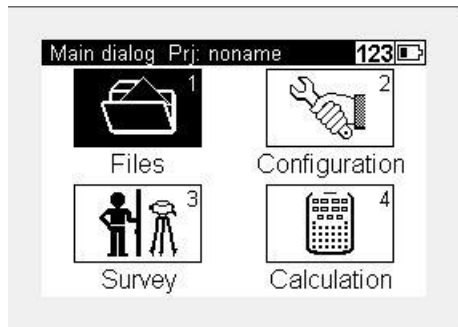 Main dialog Prj: noname 123
1 2
Files Configuration
3 4
Survey Calculation